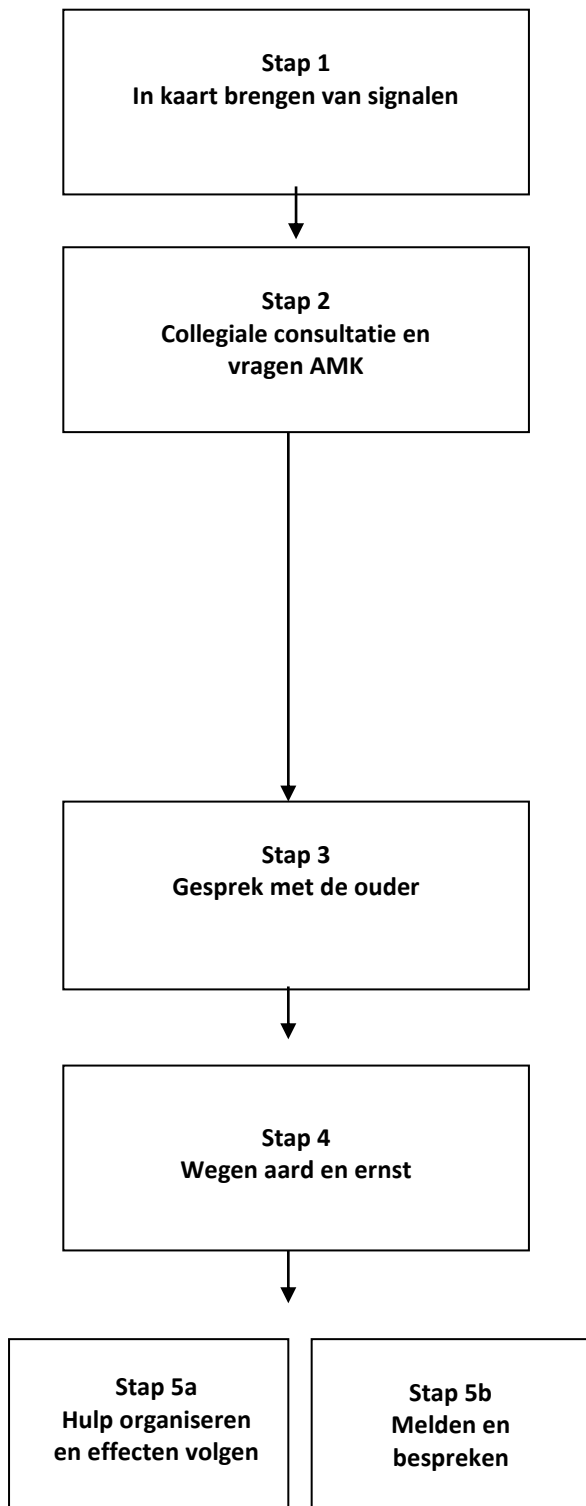 Stap 1
In kaart brengen van signalen
Stap 2
Collegiale consultatie en
vragen AMK
Stap 3
Gesprek met de ouder
Stap 4
Wegen aard en ernst
Stap 5a
Hulp organiseren
en effecten volgen
Stap 5b
Melden en
bespreken